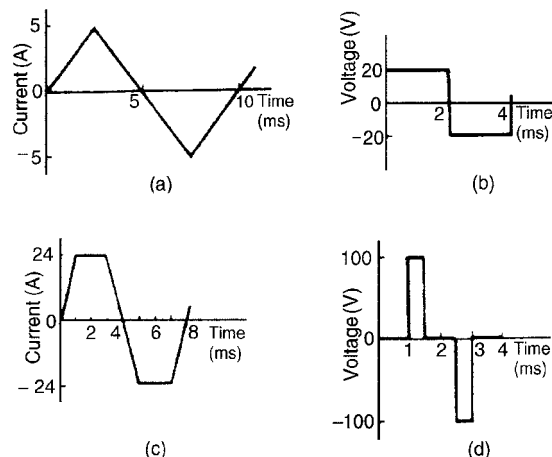 Current (A)
5
0
-5
5
10
Time
(ms)
(a)
Voltage (V)
20
0
-20
2
4
Time
(ms)
(b)
Current (A)
24
0
-24
2
4
6
8
Time
(ms)
(c)
Voltage (V)
100
0
-100
1
2
3
4
Time
(ms)
(d)